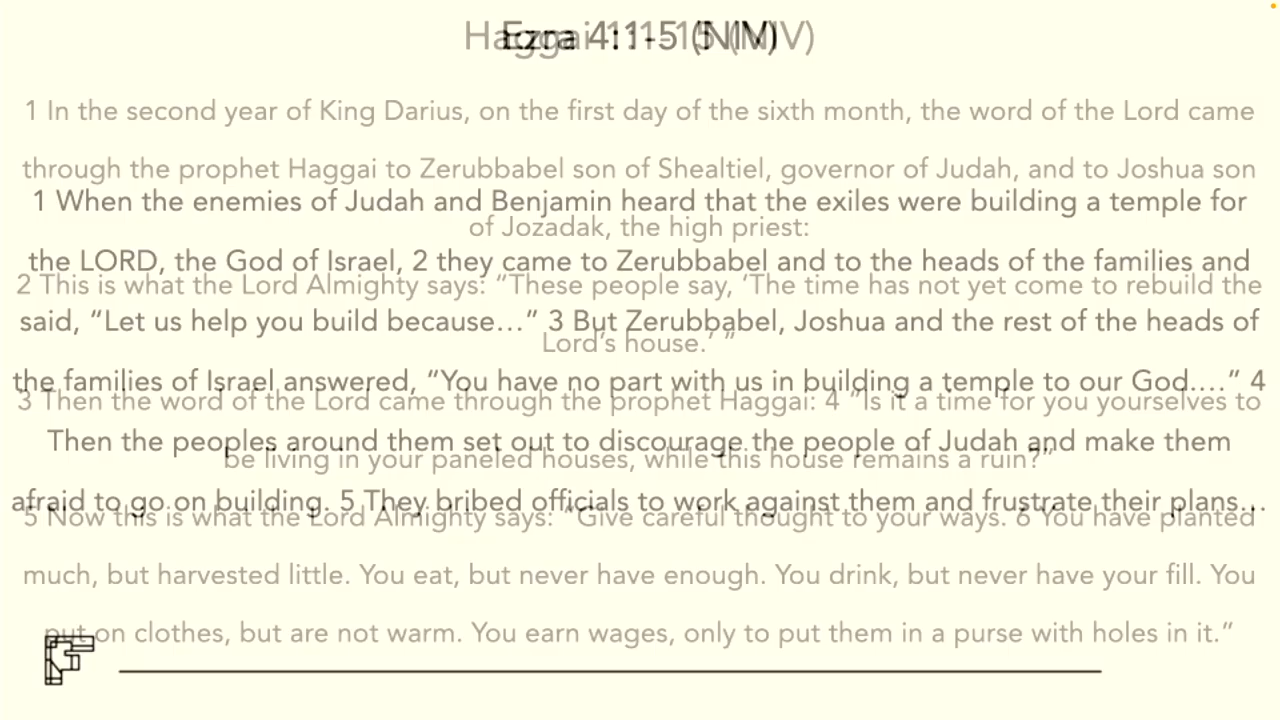 Haggai 1:1-15 (NIV)
Ezra 4:1-5 (NIV)
1 In the second year of King Darius, on the first day of the sixth month, the word of the Lord came
through the prophet Haggai to Zerubbabel son of Shealtiel, governor of Judah, and to Joshua son
1 When the enemies of Judah and Benjamin heard that the exiles were building a temple for
of Jozadak, the high priest:
the LORD, the God of Israel, 2 they came to Zerubbabel and to the heads of the families and
2 This is what the Lord Almighty says: “These people say, ‘The time has not yet come to rebuild the
said, “Let us help you build because…” 3 But Zerubbabel, Joshua and the rest of the heads of
Lord’s house.’ ”
the families of Israel answered, “You have no part with us in building a temple to our God.…” 4
3 Then the word of the Lord came through the prophet Haggai: 4 “Is it a time for you yourselves to
Then the peoples around them set out to discourage the people of Judah and make them
be living in your paneled houses, while this house remains a ruin?”
afraid to go on building. 5 They bribed officials to work against them and frustrate their plans…
5 Now this is what the Lord Almighty says: “Give careful thought to your ways. 6 You have planted
much, but harvested little. You eat, but never have enough. You drink, but never have your fill. You
put on clothes, but are not warm. You earn wages, only to put them in a purse with holes in it.”